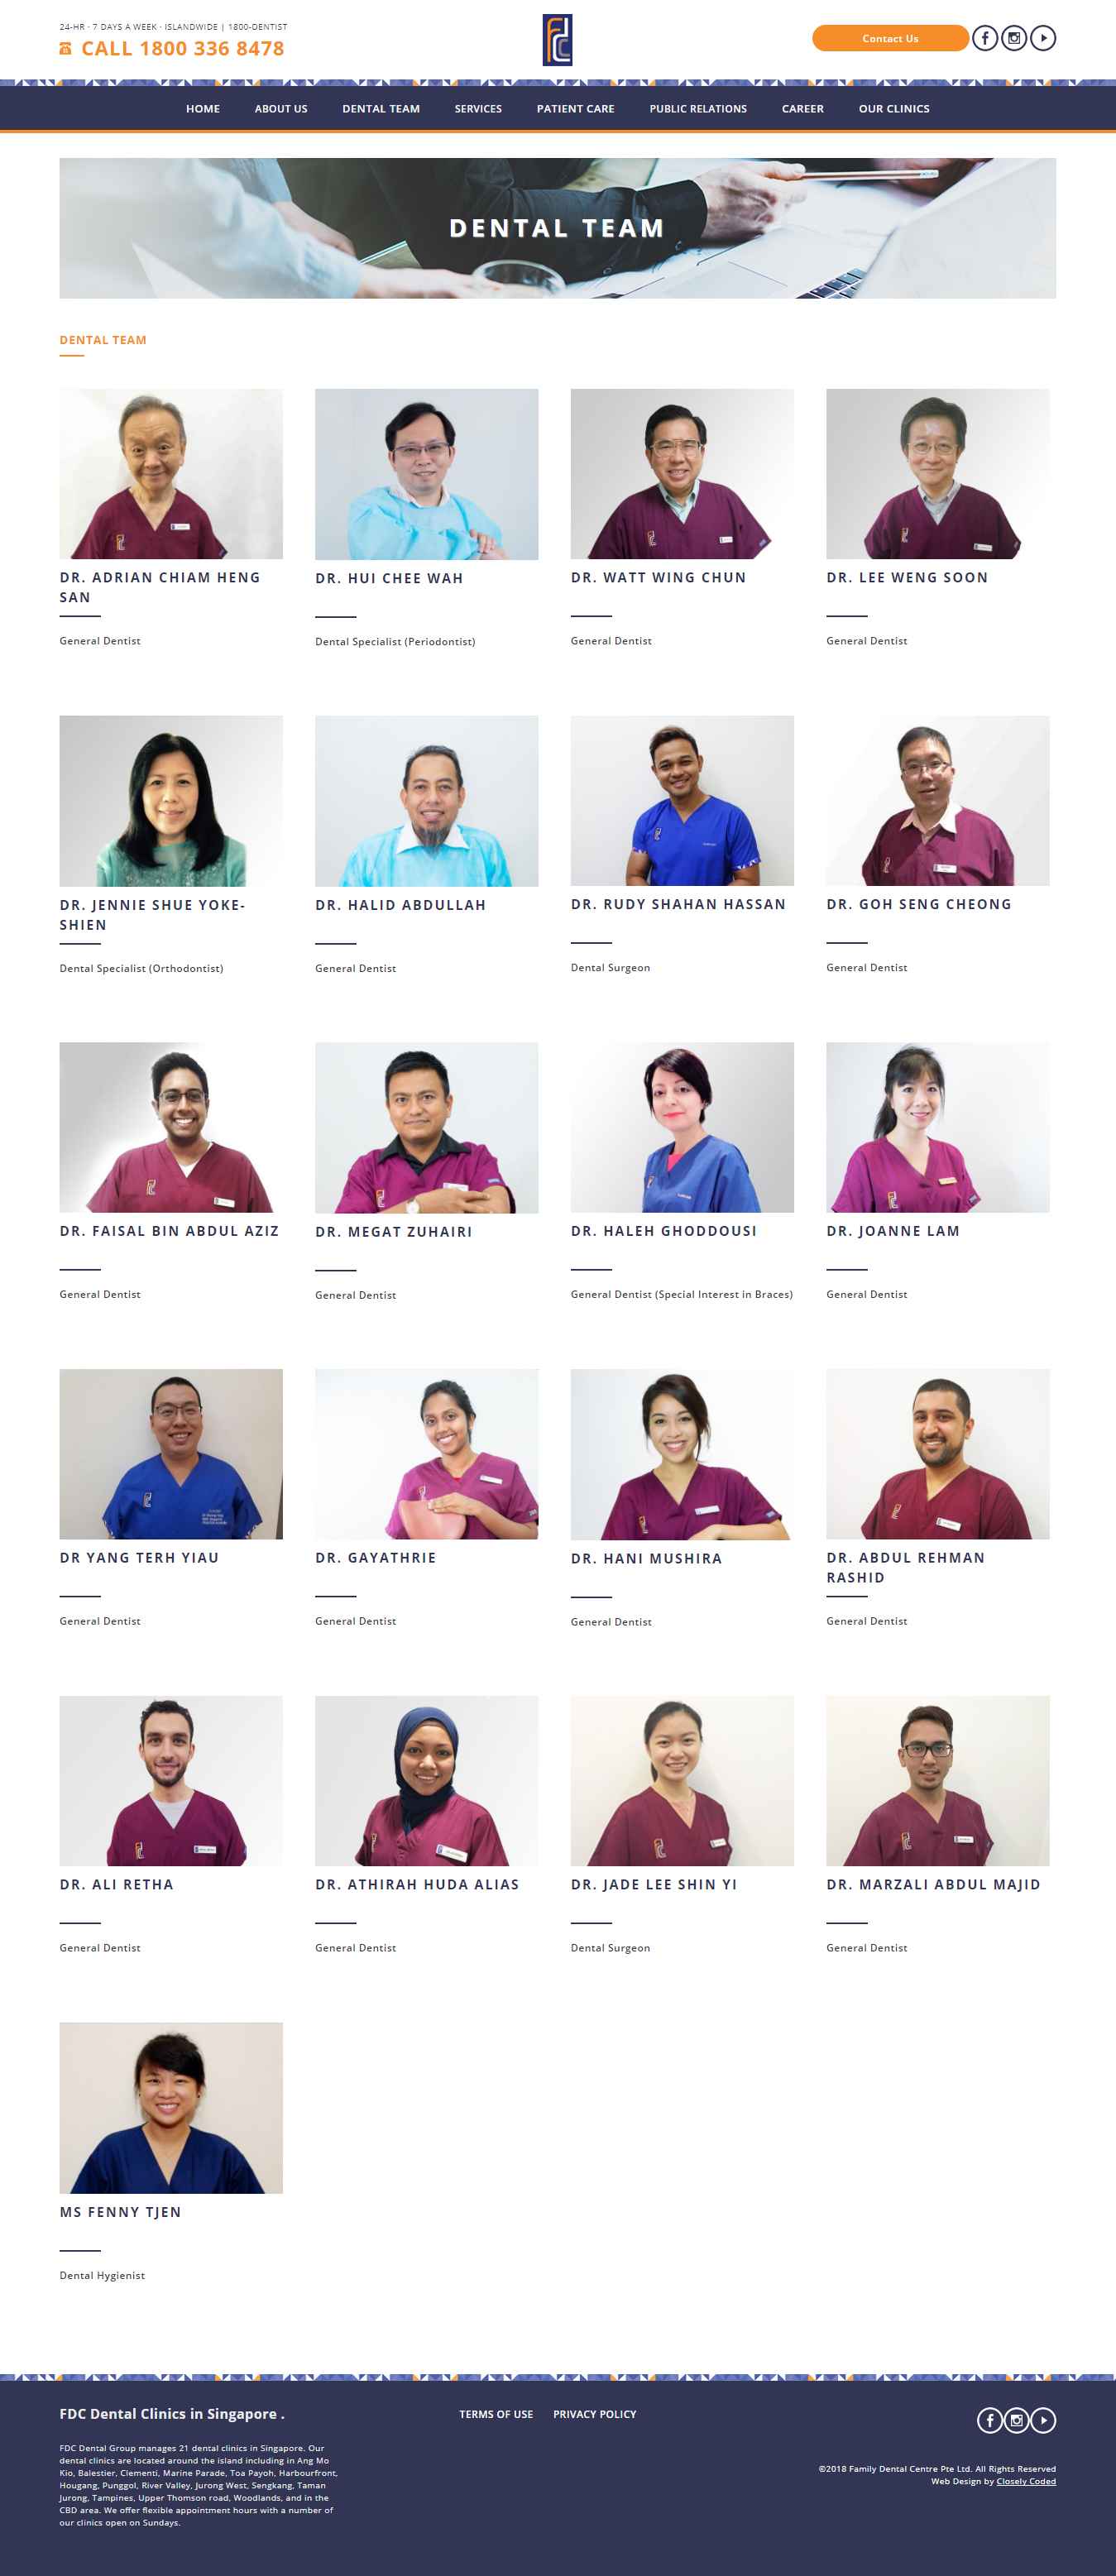 24-HR · 7 DAYS A WEEK · ISLANDWIDE | 1800-DENTIST
CALL 1800 336 8478
fdc
Contact Us
HOME ABOUT US DENTAL TEAM SERVICES PATIENT CARE PUBLIC RELATIONS CAREER OUR CLINICS
DENTAL TEAM
DENTAL TEAM
DR. ADRIAN CHIAM HENG
SAN
General Dentist
DR. HUI CHEE WAH
Dental Specialist (Periodontist)
DR. WATT WING CHUN
General Dentist
DR. LEE WENG SOON
General Dentist
DR. JENNIE SHUE YOKE-
SHIEN
Dental Specialist (Orthodontist)
DR. HALID ABDULLAH
General Dentist
DR. RUDY SHAHAN HASSAN
Dental Surgeon
DR. GOH SENG CHEONG
General Dentist
DR. FAISAL BIN ABDUL AZIZ
General Dentist
DR. MEGAT ZUHAIRI
General Dentist
DR. HALEH GHODDOUSI
General Dentist (Special Interest in Braces)
DR. JOANNE LAM
General Dentist
DR YANG TERH YIAU
General Dentist
DR. GAYATHRIE
General Dentist
DR. HANI MUSHIRA
General Dentist
DR. ABDUL REHMAN
RASHID
General Dentist
DR. ALI RETHA
General Dentist
DR. ATHIRAH HUDA ALIAS
General Dentist
DR. JADE LEE SHIN YI
Dental Surgeon
DR. MARZALI ABDUL MAJID
General Dentist
MS FENNY TJEN
Dental Hygienist
FDC Dental Clinics in Singapore .
FDC Dental Group manages 21 dental clinics in Singapore. Our
dental clinics are located around the island including in Ang Mo
Kio, Balestier, Clementi, Marine Parade, Toa Payoh, Harbourfront,
Hougang, Punggol, River Valley, Jurong West, Sengkang, Taman
Jurong, Tampines, Upper Thomson road, Woodlands, and in the
CBD area. We offer flexible appointment hours with a number of
our clinics open on Sundays.
TERMS OF USE PRIVACY POLICY
©2018 Family Dental Centre Pte Ltd. All Rights Reserved
Web Design by Closely Coded